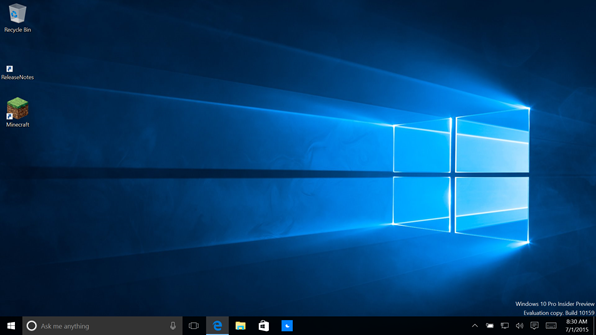 Recycle Bin
ReleaseNotes
Minecraft
Windows 10 Pro Insider Preview
Evaluation copy. Build 10159
Ask me anything
8:30 AM
7/1/2015